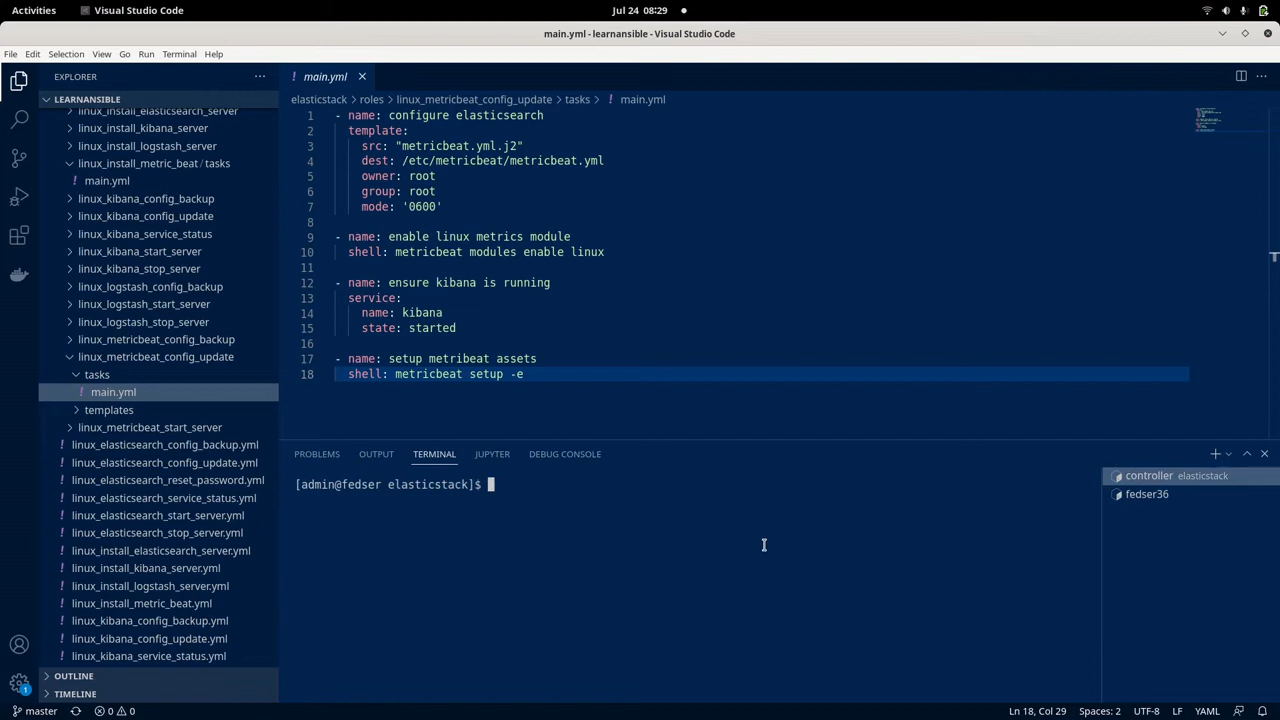 Activities
Visual Studio Code
Jul 24 08:29
main.yml - learnansible - Visual Studio Code
File Edit Selection View Go Run Terminal Help
EXPLORER
LEARNANSIBLE
linux_install_elasticsearch_server
linux_install_kibana_server
linux_install_logstash_server
linux_install_metric_beat / tasks
! main.yml
linux_kibana_config_backup
linux_kibana_config_update
linux_kibana_service_status
linux_kibana_start_server
linux_kibana_stop_server
linux_logstash_config_backup
linux_logstash_start_server
linux_logstash_stop_server
linux_metricbeat_config_backup
linux_metricbeat_config_update
tasks
! main.yml
templates
linux_metricbeat_start_server
! linux_elasticsearch_config_backup.yml
! linux_elasticsearch_config_update.yml
! linux_elasticsearch_reset_password.yml
! linux_elasticsearch_service_status.yml
! linux_elasticsearch_start_server.yml
! linux_elasticsearch_stop_server.yml
! linux_install_elasticsearch_server.yml
! linux_install_kibana_server.yml
! linux_install_logstash_server.yml
! linux_install_metric_beat.yml
! linux_kibana_config_backup.yml
! linux_kibana_config_update.yml
! linux_kibana_service_status.yml
OUTLINE
TIMELINE
! main.yml
elasticstack > roles > linux_metricbeat_config_update > tasks > ! main.yml
1 - name: configure elasticsearch
2 template:
3 src: "metricbeat.yml.j2"
4 dest: /etc/metricbeat/metricbeat.yml
5 owner: root
6 group: root
7 mode: '0600'
8
9 - name: enable linux metrics module
10 shell: metricbeat modules enable linux
11
12 - name: ensure kibana is running
13 service:
14 name: kibana
15 state: started
16
17 - name: setup metribeat assets
18 shell: metricbeat setup -e
PROBLEMS OUTPUT TERMINAL JUPYTER DEBUG CONSOLE
[admin@fedser elasticstack]$
controller elasticstack
fedser36
1
master 0 0
Ln 18, Col 29 Spaces: 2 UTF-8 LF YAML